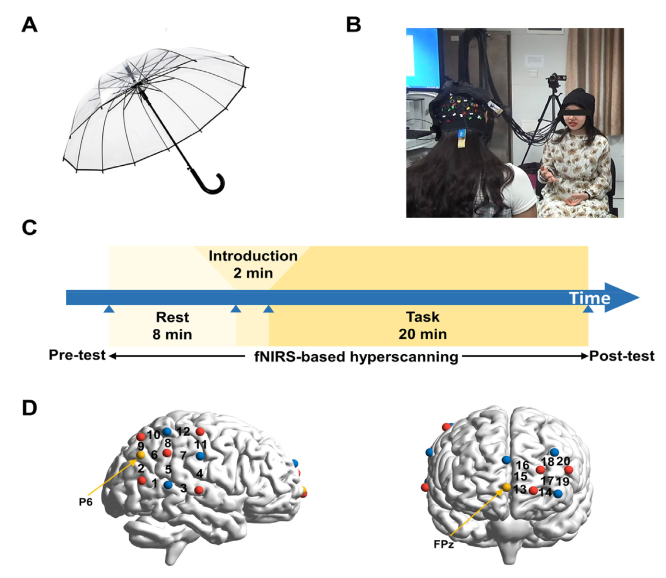 A
B
C
Introduction
2 min
Time
Rest
8 min
Task
20 min
Pre-test
fNIRS-based hyperscanning
Post-test
D
10 12
9 8 11
6 7
2 5 4
1 3
P6
16 18 20
15 17 19
13 14
FPz